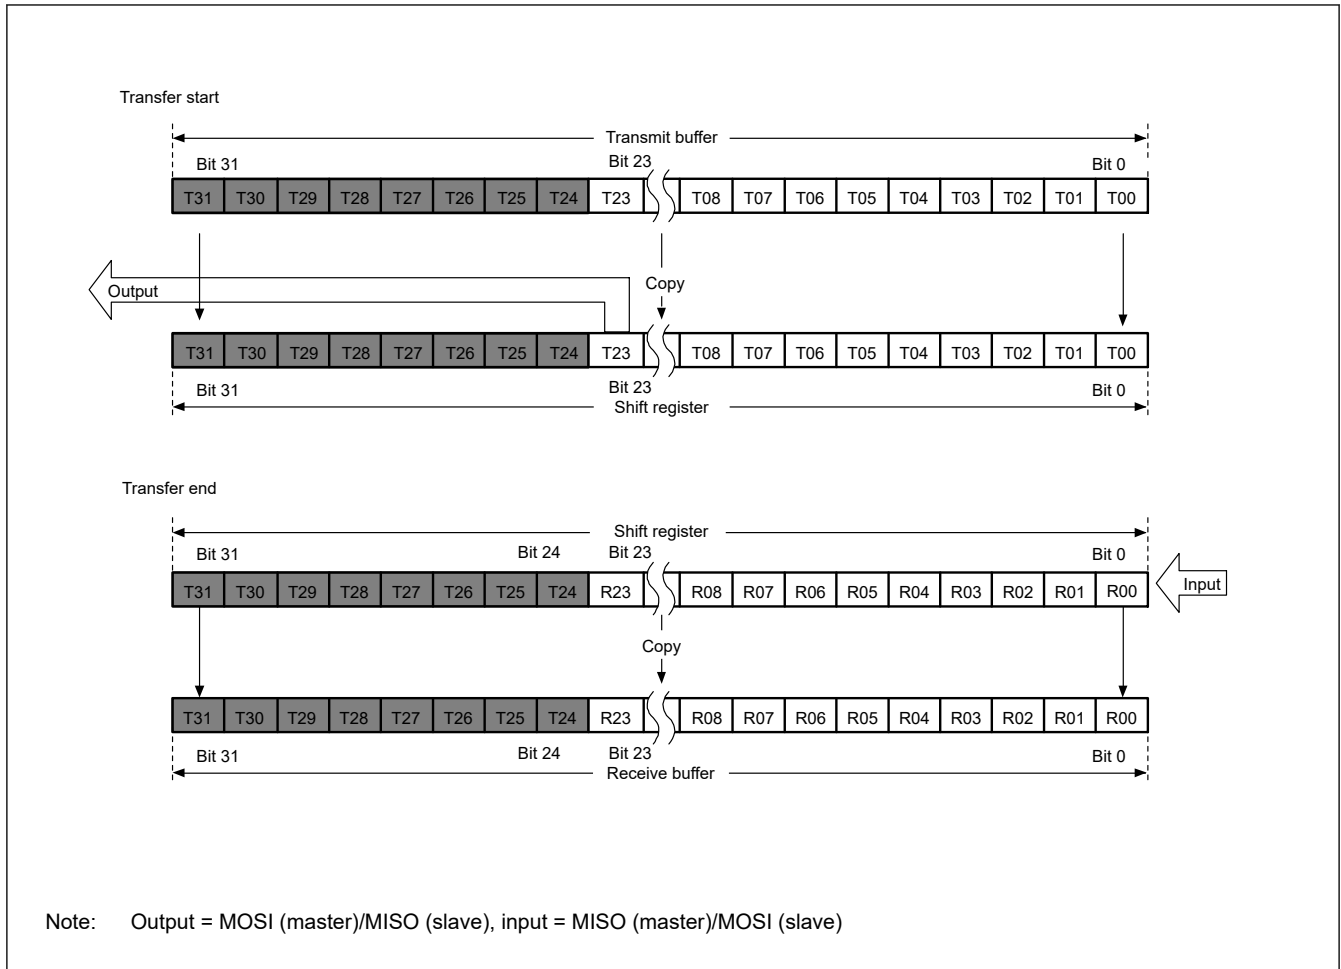 Transfer start
Transmit buffer
Bit 31 Bit 23 Bit 0
T31 T30 T29 T28 T27 T26 T25 T24 T23 T08 T07 T06 T05 T04 T03 T02 T01 T00
Copy
Output
T31 T30 T29 T28 T27 T26 T25 T24 T23 T08 T07 T06 T05 T04 T03 T02 T01 T00
Bit 31 Bit 23 Bit 0
Shift register
Transfer end
Shift register
Bit 31 Bit 24 Bit 23 Bit 0
T31 T30 T29 T28 T27 T26 T25 T24 R23 R08 R07 R06 R05 R04 R03 R02 R01 R00 Input
Copy
T31 T30 T29 T28 T27 T26 T25 T24 R23 R08 R07 R06 R05 R04 R03 R02 R01 R00
Bit 31 Bit 24 Bit 23 Bit 0
Receive buffer
Note: Output = MOSI (master)/MISO (slave), input = MISO (master)/MOSI (slave)